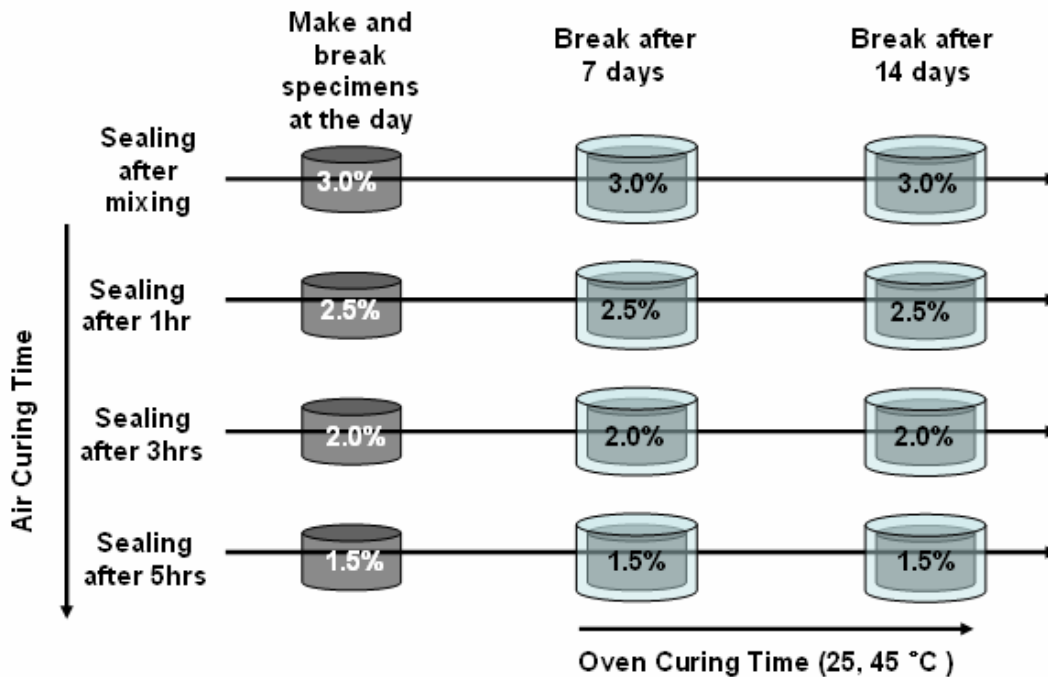 Make and
break
specimens
at the day
Break after
7 days
Break after
14 days
Sealing
after
mixing
3.0%
3.0%
3.0%
Sealing
after 1hr
2.5%
2.5%
2.5%
Sealing
after 3hrs
2.0%
2.0%
2.0%
Sealing
after 5hrs
1.5%
1.5%
1.5%
Air Curing Time
Oven Curing Time (25, 45 °C )